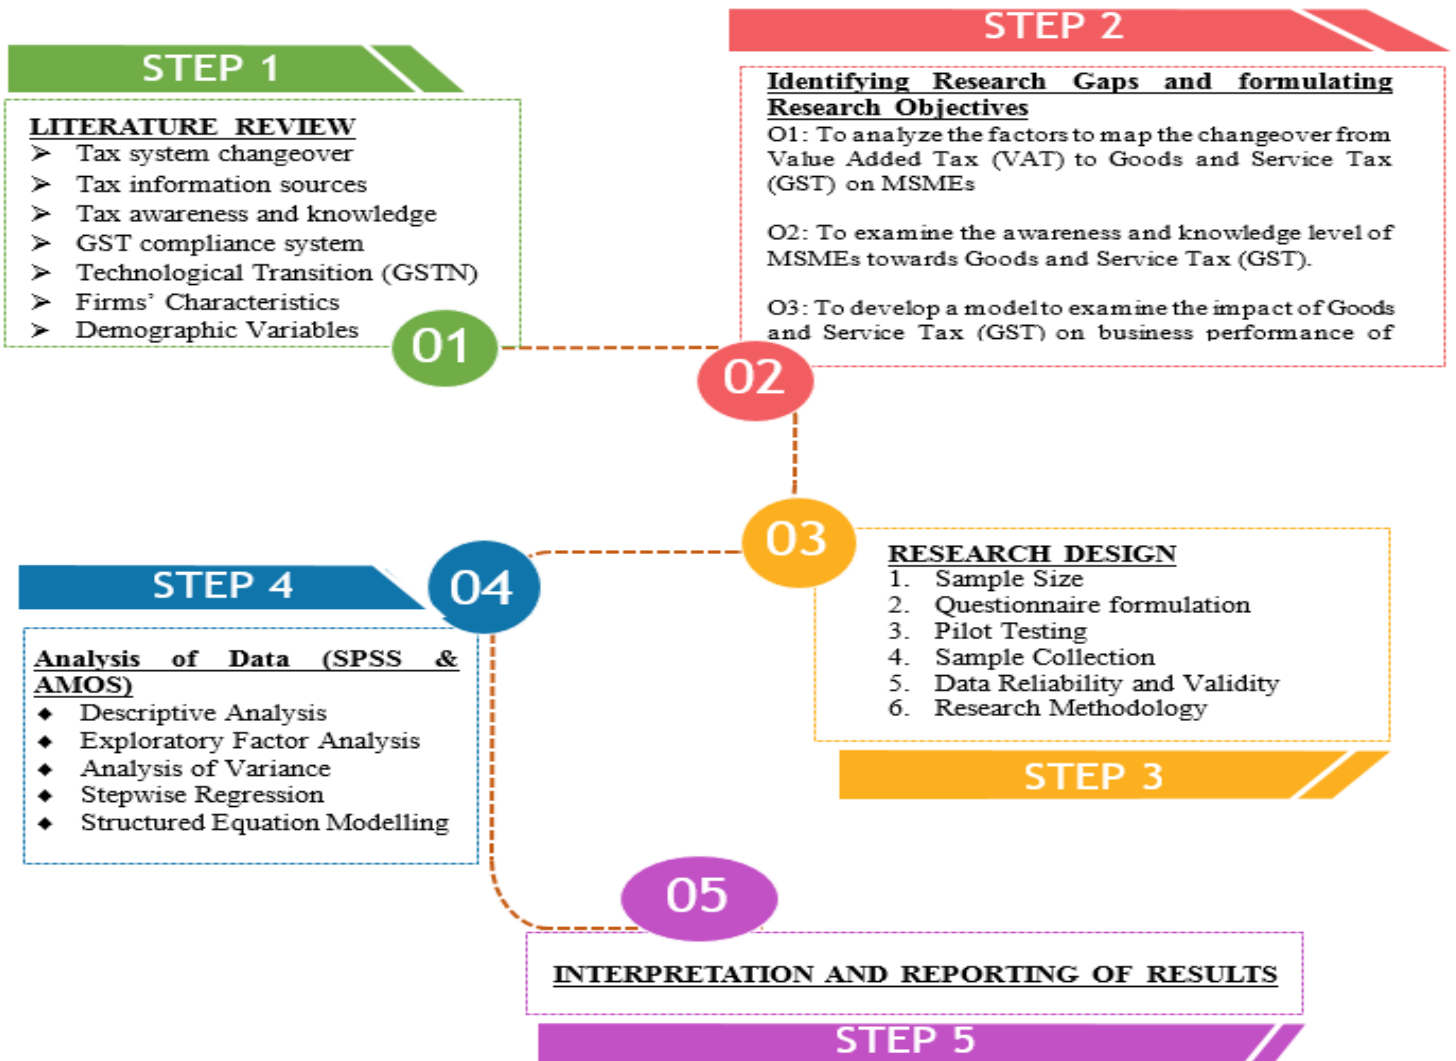 STEP 1
LITERATURE REVIEW
➢ Tax system changeover
➢ Tax information sources
➢ Tax awareness and knowledge
➢ GST compliance system
➢ Technological Transition (GSTN)
➢ Firms’ Characteristics
➢ Demographic Variables
01
STEP 2
Identifying Research Gaps and formulating
Research Objectives
O1: To analyze the factors to map the changeover from
Value Added Tax (VAT) to Goods and Service Tax
(GST) on MSMEs
O2: To examine the awareness and knowledge level of
MSMEs towards Goods and Service Tax (GST).
O3: To develop a model to examine the impact of Goods
and Service Tax (GST) on business performance of
02
03
RESEARCH DESIGN
1. Sample Size
2. Questionnaire formulation
3. Pilot Testing
4. Sample Collection
5. Data Reliability and Validity
6. Research Methodology
STEP 3
STEP 4
04
Analysis of Data (SPSS &
AMOS)
◆ Descriptive Analysis
◆ Exploratory Factor Analysis
◆ Analysis of Variance
◆ Stepwise Regression
◆ Structured Equation Modelling
05
INTERPRETATION AND REPORTING OF RESULTS
STEP 5